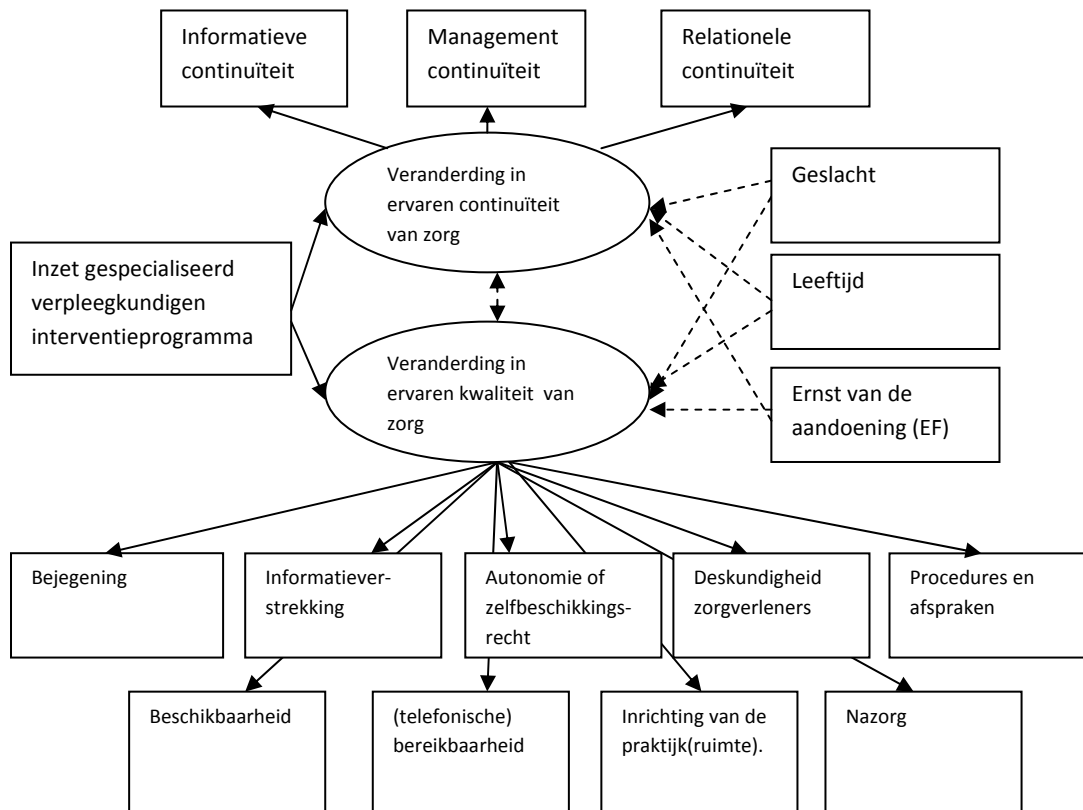 Informatieve
continuïteit
Management
continuïteit
Relationele
continuïteit
Veranderding in
ervaren continuïteit
van zorg
Geslacht
Inzet gespecialiseerd
verpleegkundigen
interventieprogramma
Leeftijd
Veranderding in
ervaren kwaliteit van
zorg
Ernst van de
aandoening (EF)
Bejegening
Informatiever-
strekking
Autonomie of
zelfbeschikkings-
recht
Deskundigheid
zorgverleners
Procedures en
afspraken
Beschikbaarheid
(telefonische)
bereikbaarheid
Inrichting van de
praktijk(ruimte).
Nazorg